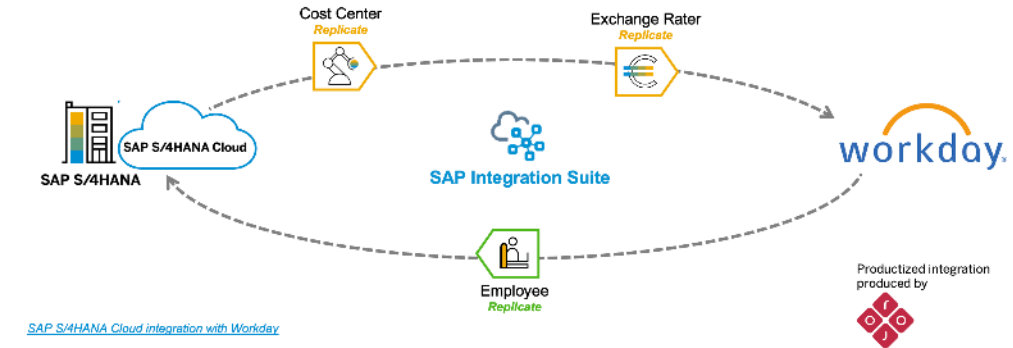 Cost Center
Replicate
Exchange Rater
Replicate
SAP S/4HANA Cloud
SAP S/4HANA
SAP Integration Suite
workday.
Employee
Replicate
Productized integration
produced by
roj
SAP S/4HANA Cloud integration with Workday